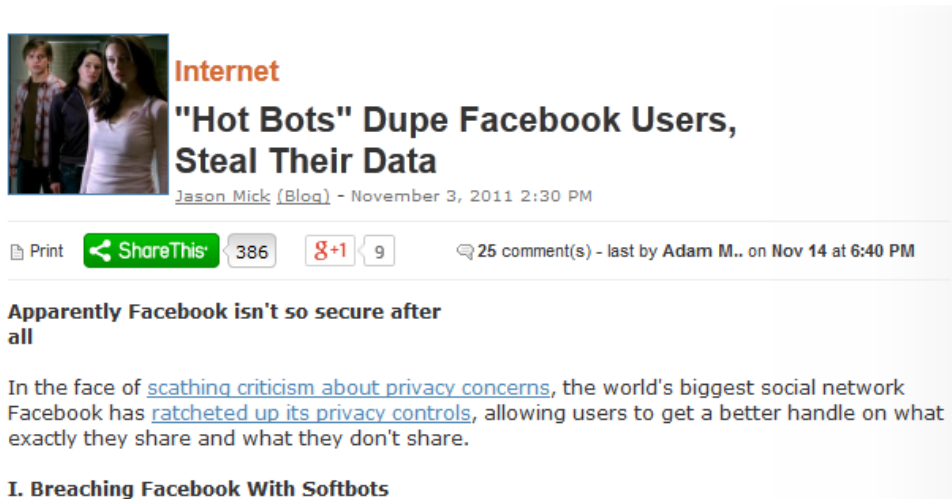 Internet
"Hot Bots" Dupe Facebook Users,
Steal Their Data
Jason Mick (Blog) - November 3, 2011 2:30 PM
Print ShareThis 386 g+1 9 25 comment(s) - last by Adam M.. on Nov 14 at 6:40 PM
Apparently Facebook isn't so secure after
all
In the face of scathing criticism about privacy concerns, the world's biggest social network
Facebook has ratcheted up its privacy controls, allowing users to get a better handle on what
exactly they share and what they don't share.
I. Breaching Facebook With Softbots